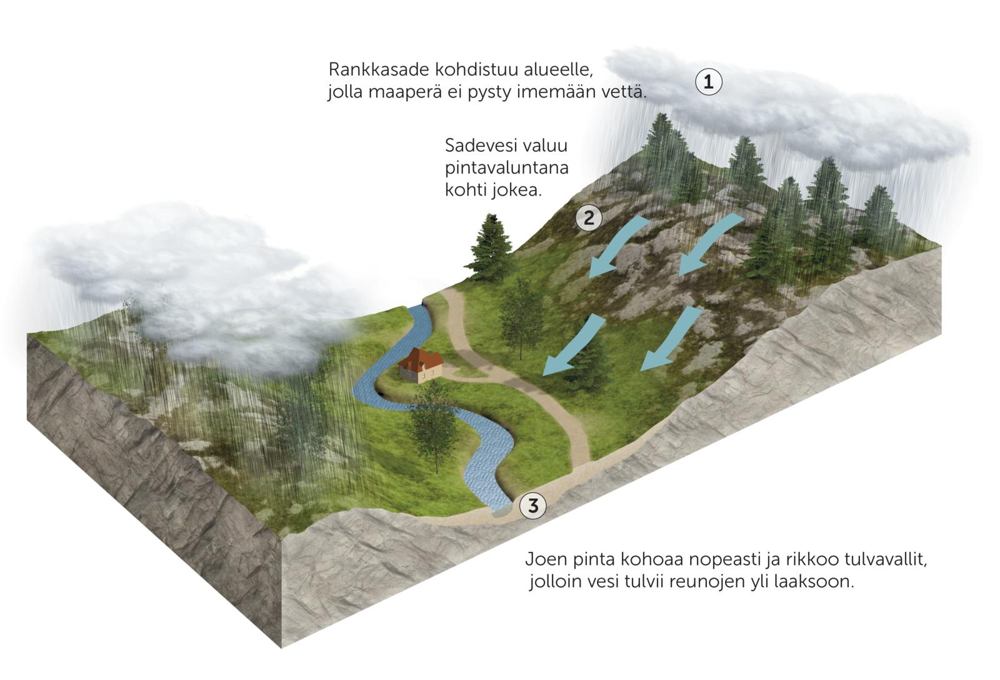 Rankkasade kohdistuu alueelle,
jolla maaperä ei pysty imemään vettä.
1
Sadevesi valuu
pintavaluntana
kohti jokea.
2
3
Joen pinta kohoaa nopeasti ja rikkoo tulvavallit,
jolloin vesi tulvii reunojen yli laaksoon.